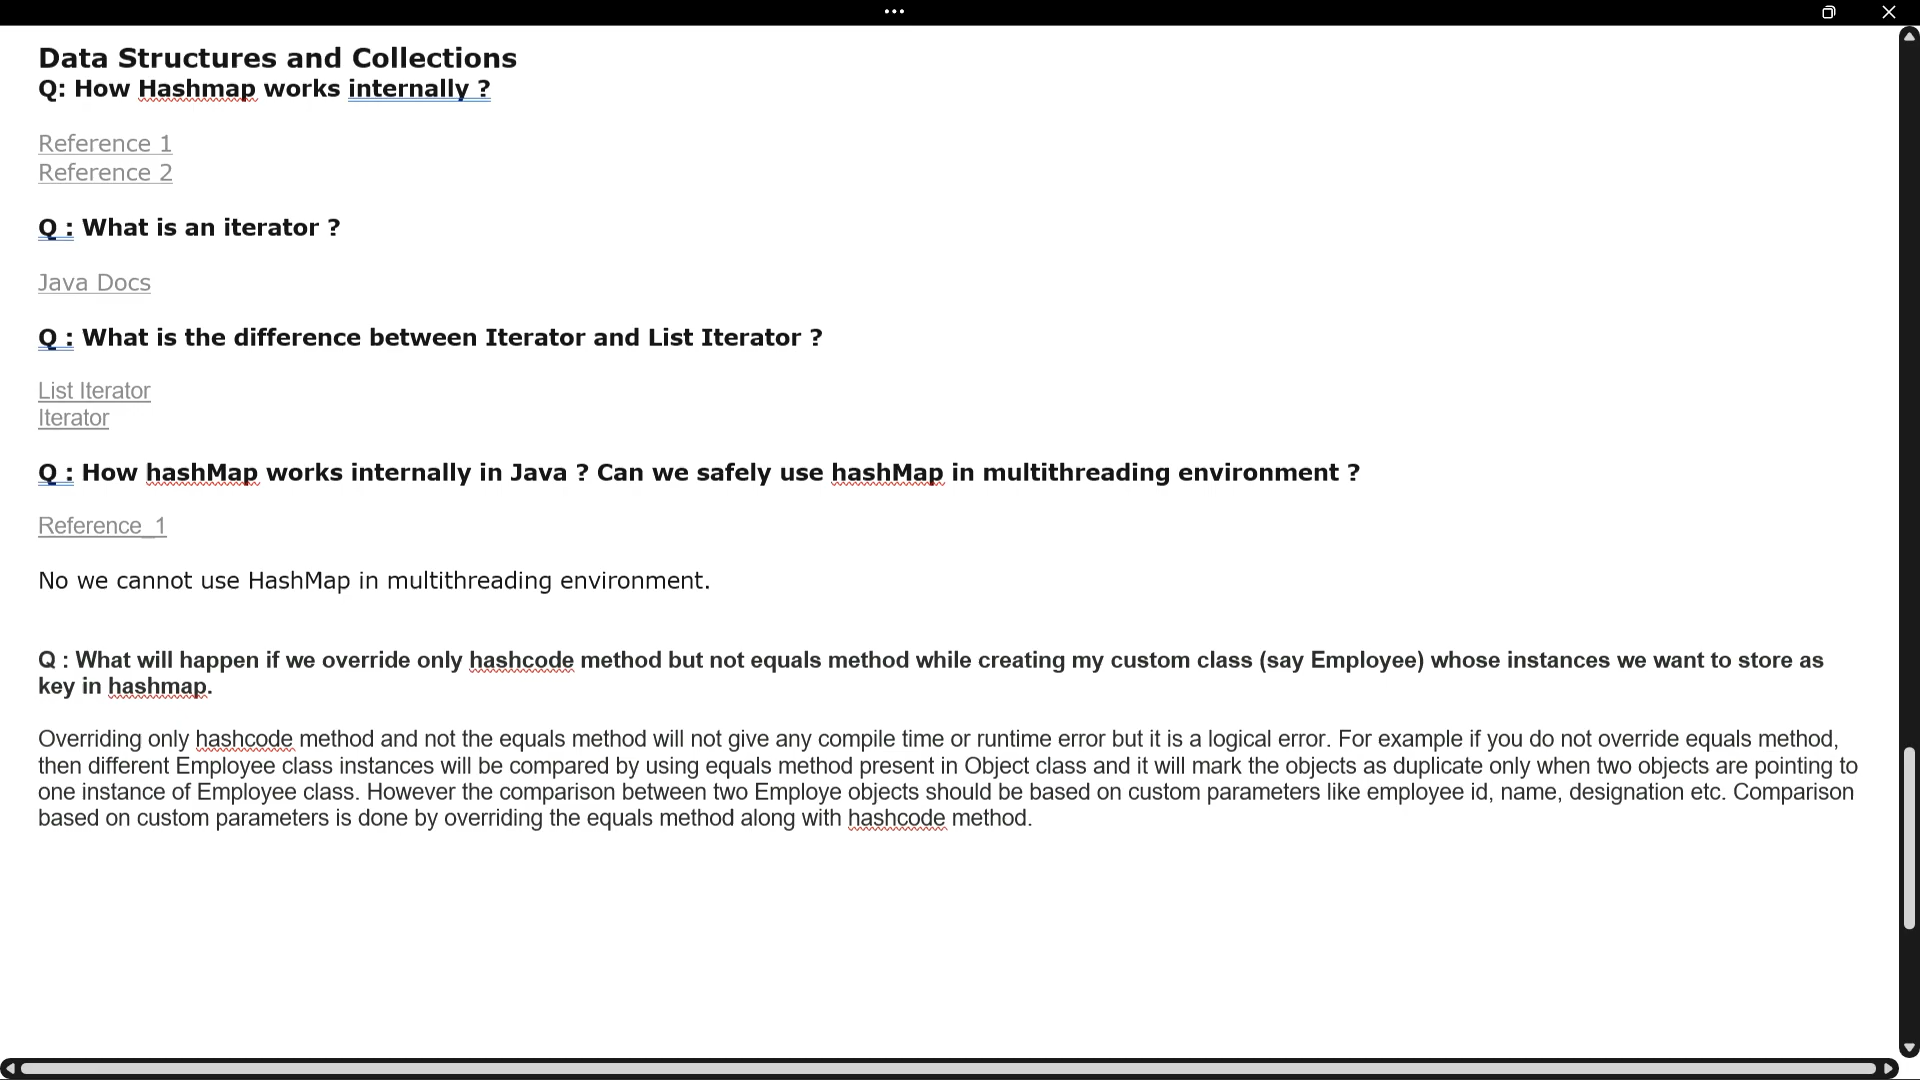 Data Structures and Collections
Q: How Hashmap works internally ?
Reference 1
Reference 2
Q : What is an iterator ?
Java Docs
Q : What is the difference between Iterator and List Iterator ?
List Iterator
Iterator
Q : How hashMap works internally in Java ? Can we safely use hashMap in multithreading environment ?
Reference_1
No we cannot use HashMap in multithreading environment.
Q : What will happen if we override only hashcode method but not equals method while creating my custom class (say Employee) whose instances we want to store as
key in hashmap.
Overriding only hashcode method and not the equals method will not give any compile time or runtime error but it is a logical error. For example if you do not override equals method,
then different Employee class instances will be compared by using equals method present in Object class and it will mark the objects as duplicate only when two objects are pointing to
one instance of Employee class. However the comparison between two Employe objects should be based on custom parameters like employee id, name, designation etc. Comparison
based on custom parameters is done by overriding the equals method along with hashcode method.